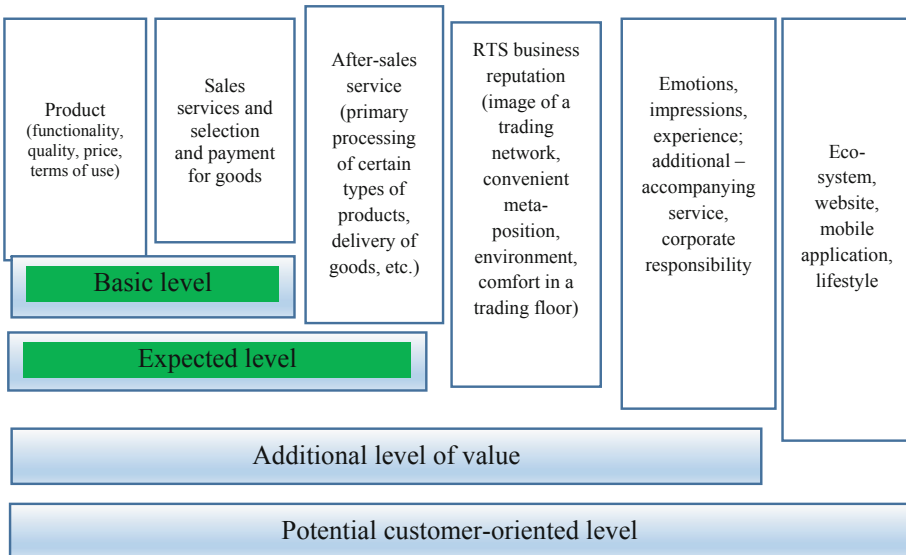 Product
(functionality,
quality, price,
terms of use)
Sales
services and
selection
and payment
for goods
After-sales
service
(primary
processing
of certain
types of
products,
delivery of
goods, etc.)
RTS business
reputation
(image of a
trading
network,
convenient
meta-
position,
environment,
comfort in a
trading floor)
Emotions,
impressions,
experience;
additional –
accompanying
service,
corporate
responsibility
Eco-
system,
website,
mobile
application,
lifestyle
Basic level
Expected level
Additional level of value
Potential customer-oriented level